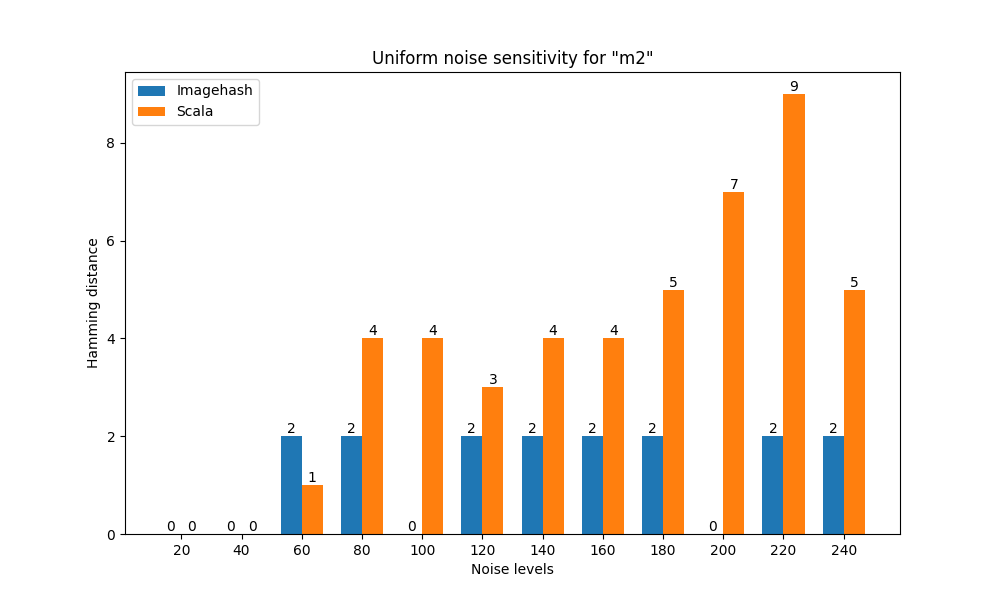 Uniform noise sensitivity for "m2"
Imagehash
Scala
Hamming distance
8
6
4
2
0
0 0 0 0 2 1 2 4 0 4 2 3 2 4 2 4 2 5 0 7 2 9 2 5
20 40 60 80 100 120 140 160 180 200 220 240
Noise levels